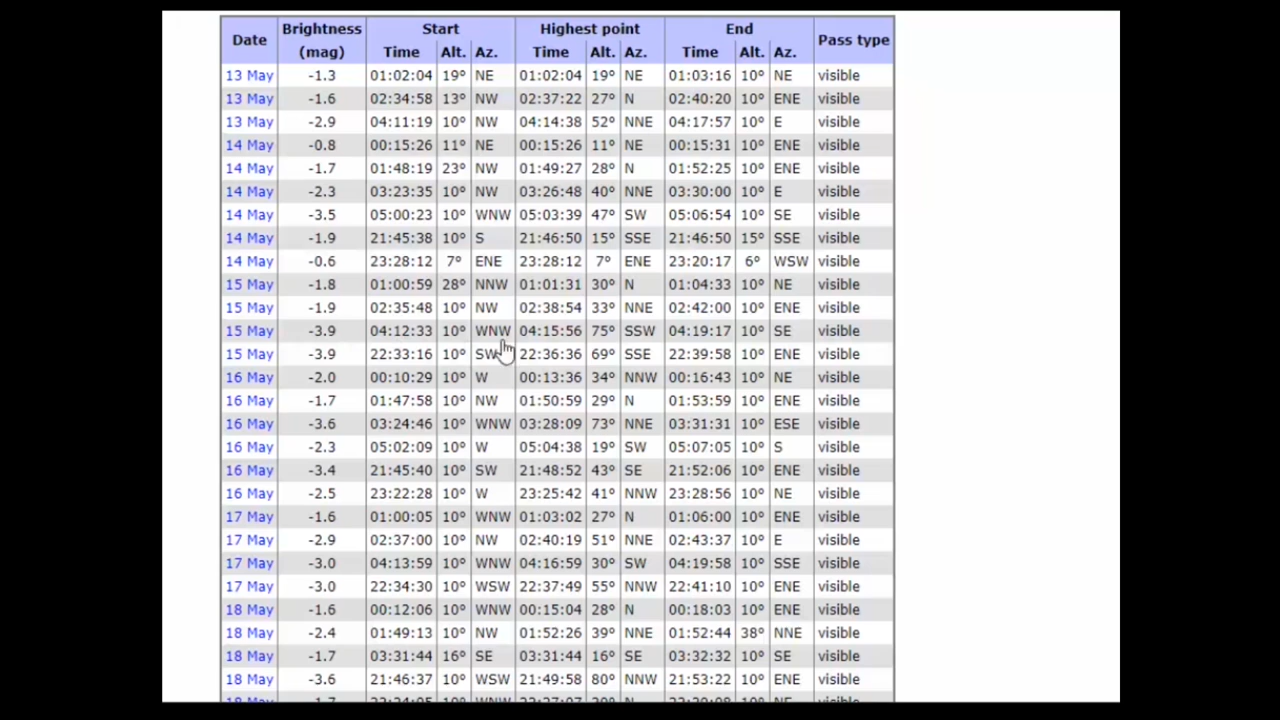 Date Brightness (mag) Start Highest point End Pass type
Time Alt. Az. Time Alt. Az. Time Alt. Az.
13 May -1.3 01:02:04 19° NE 01:02:04 19° NE 01:03:16 10° NE visible
13 May -1.6 02:34:58 13° NW 02:37:22 27° N 02:40:20 10° ENE visible
13 May -2.9 04:11:19 10° NW 04:14:38 52° NNE 04:17:57 10° E visible
14 May -0.8 00:15:26 11° NE 00:15:26 11° NE 00:15:31 10° ENE visible
14 May -1.7 01:48:19 23° NW 01:49:27 28° N 01:52:25 10° ENE visible
14 May -2.3 03:23:35 10° NW 03:26:48 40° NNE 03:30:00 10° E visible
14 May -3.5 05:00:23 10° WNW 05:03:39 47° SW 05:06:54 10° SE visible
14 May -1.9 21:45:38 10° S 21:46:50 15° SSE 21:46:50 15° SSE visible
14 May -0.6 23:28:12 7° ENE 23:28:12 7° ENE 23:20:17 6° WSW visible
15 May -1.8 01:00:59 28° NNW 01:01:31 30° N 01:04:33 10° NE visible
15 May -1.9 02:35:48 10° NW 02:38:54 33° NNE 02:42:00 10° ENE visible
15 May -3.9 04:12:33 10° WNW 04:15:56 75° SSW 04:19:17 10° SE visible
15 May -3.9 22:33:16 10° SW 22:36:36 69° SSE 22:39:58 10° ENE visible
16 May -2.0 00:10:29 10° W 00:13:36 34° NNW 00:16:43 10° NE visible
16 May -1.7 01:47:58 10° NW 01:50:59 29° N 01:53:59 10° ENE visible
16 May -3.6 03:24:46 10° WNW 03:28:09 73° NNE 03:31:31 10° ESE visible
16 May -2.3 05:02:09 10° W 05:04:38 19° SW 05:07:05 10° S visible
16 May -3.4 21:45:40 10° SW 21:48:52 43° SE 21:52:06 10° ENE visible
16 May -2.5 23:22:28 10° W 23:25:42 41° NNW 23:28:56 10° NE visible
17 May -1.6 01:00:05 10° WNW 01:03:02 27° N 01:06:00 10° ENE visible
17 May -2.9 02:37:00 10° NW 02:40:19 51° NNE 02:43:37 10° E visible
17 May -3.0 04:13:59 10° WNW 04:16:59 30° SW 04:19:58 10° SSE visible
17 May -3.0 22:34:30 10° WSW 22:37:49 55° NNW 22:41:10 10° ENE visible
18 May -1.6 00:12:06 10° WNW 00:15:04 28° N 00:18:03 10° ENE visible
18 May -2.4 01:49:13 10° NW 01:52:26 39° NNE 01:52:44 38° NNE visible
18 May -1.7 03:31:44 16° SE 03:31:44 16° SE 03:32:32 10° SE visible
18 May -3.6 21:46:37 10° WSW 21:49:58 80° NNW 21:53:22 10° ENE visible